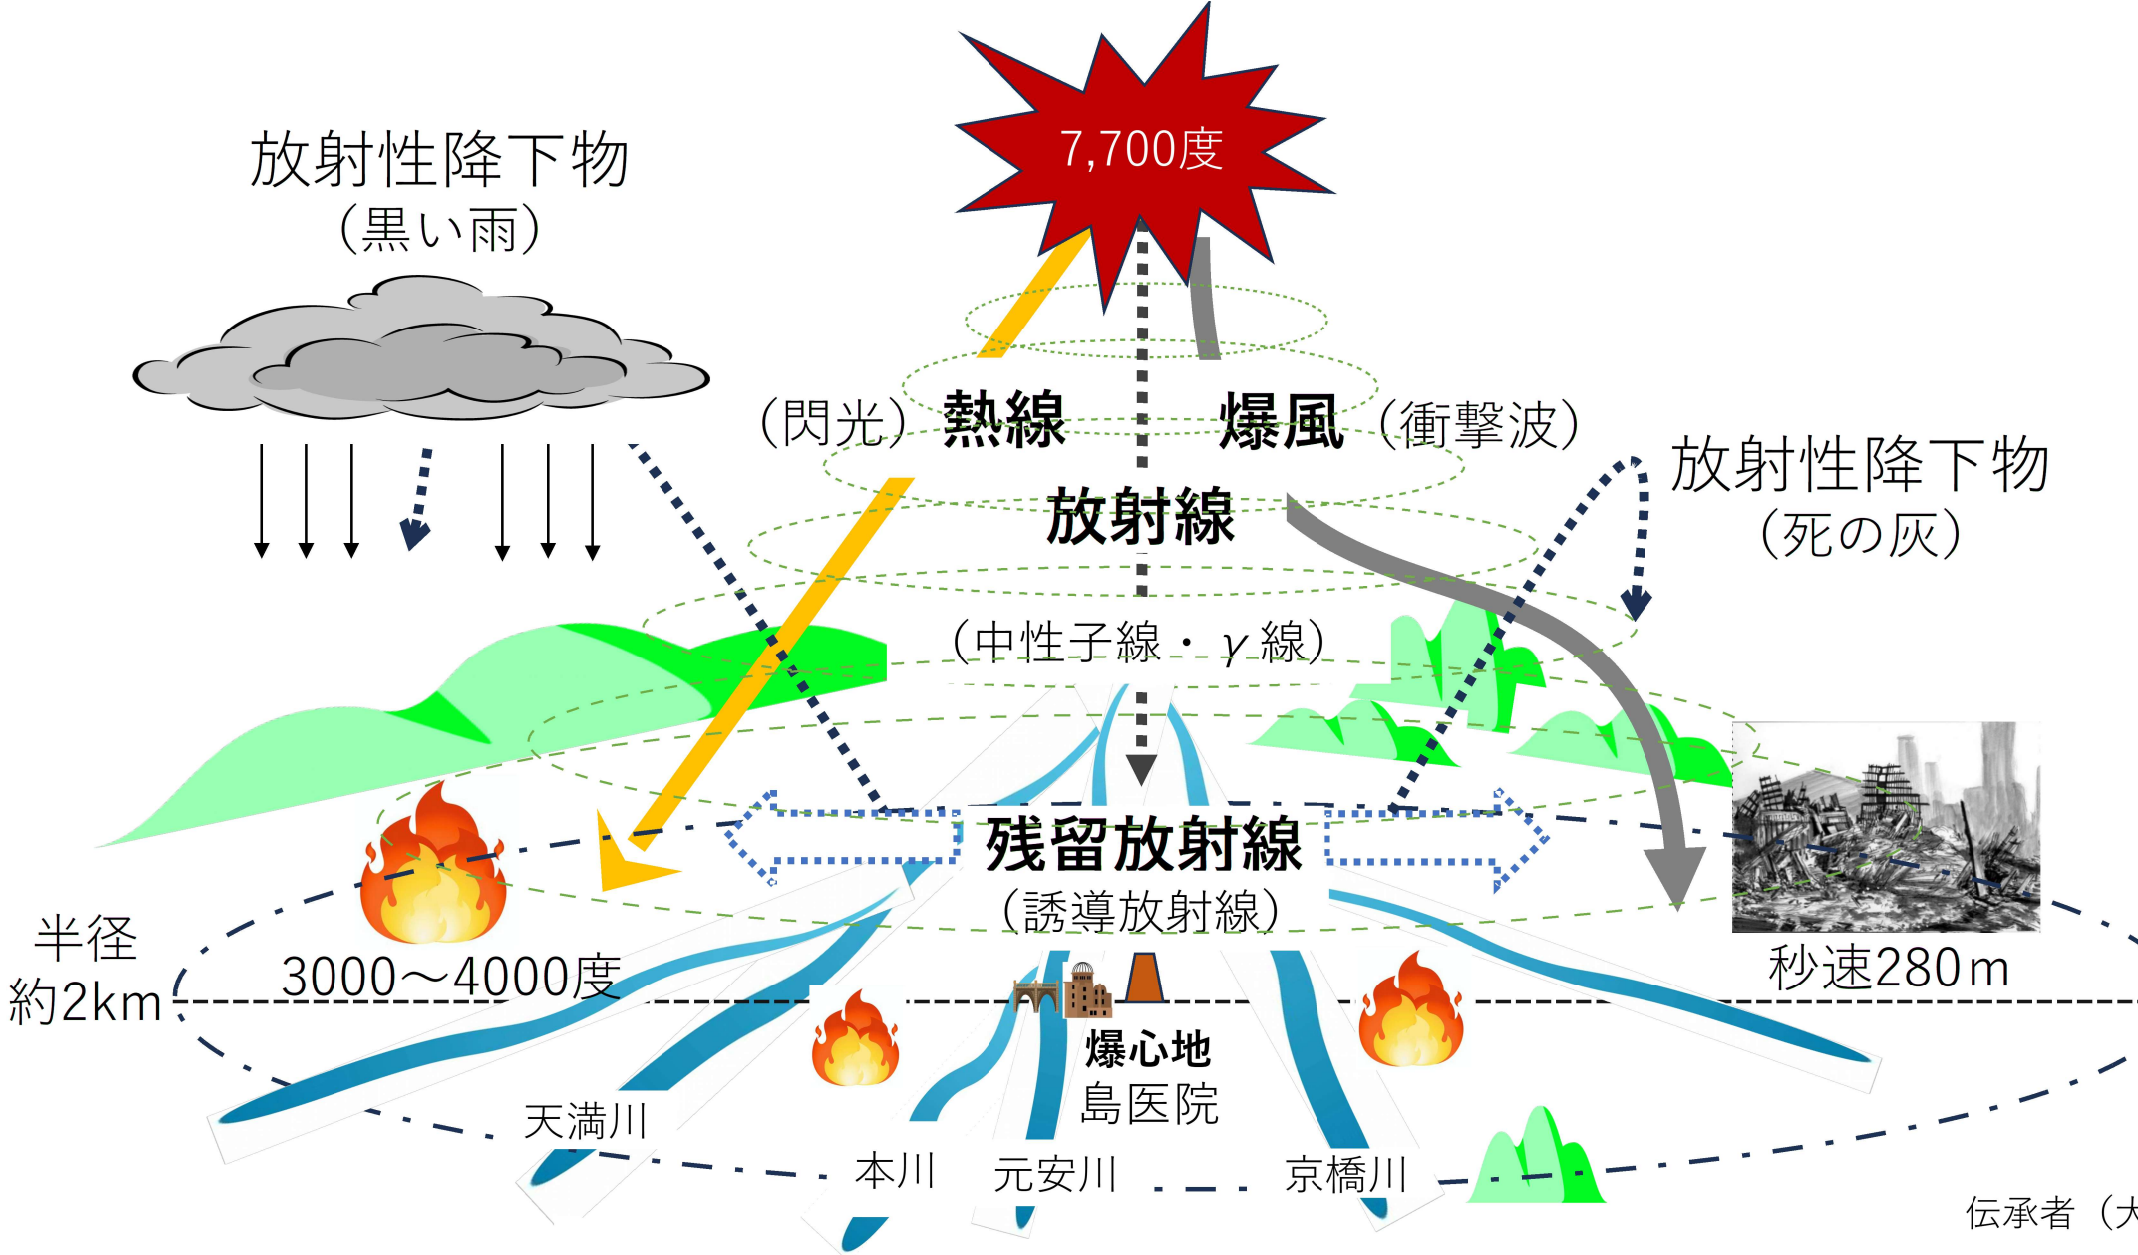 7,700度
放射性降下物
（黒い雨）
（閃光）熱線
爆風（衝撃波）
放射線
（中性子線・γ線）
放射性降下物
（死の灰）
残留放射線
（誘導放射線）
半径
約2km
3000～4000度
秒速280m
爆心地
島医院
天満川
本川
元安川
京橋川
伝承者（大